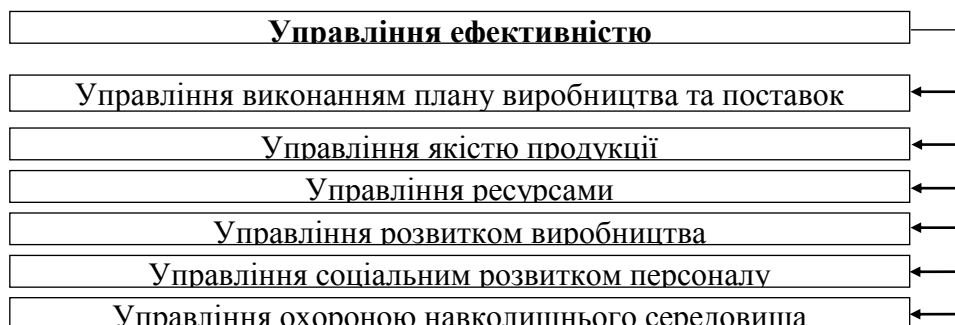 Управління ефективністю
Управління виконанням плану виробництва та поставок
Управління якістю продукції
Управління ресурсами
Управління розвитком виробництва
Управління соціальним розвитком персоналу
Управління охороною навколишнього середовища